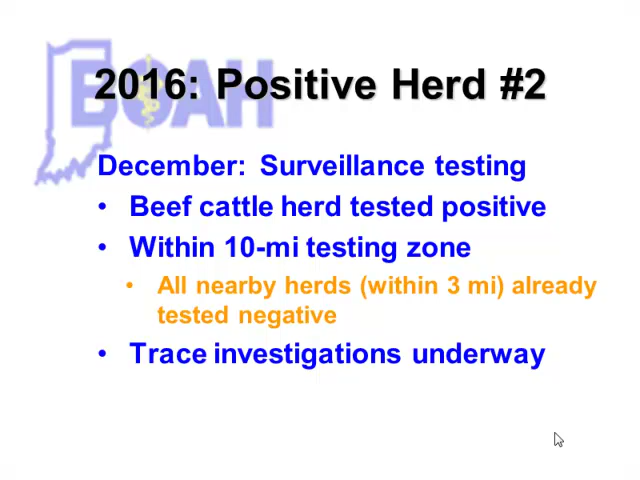 BOAH
2016: Positive Herd #2
December: Surveillance testing
• Beef cattle herd tested positive
• Within 10-mi testing zone
• All nearby herds (within 3 mi) already
tested negative
• Trace investigations underway